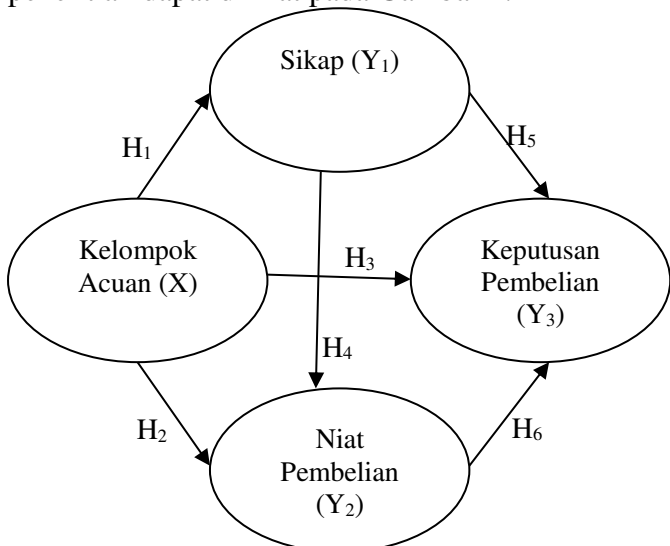 Sikap (Y₁)
H₅
H₁
Kelompok
Acuan (X)
H₃
Keputusan
Pembelian
(Y₃)
H₄
H₂
Niat
Pembelian
(Y₂)
H₆